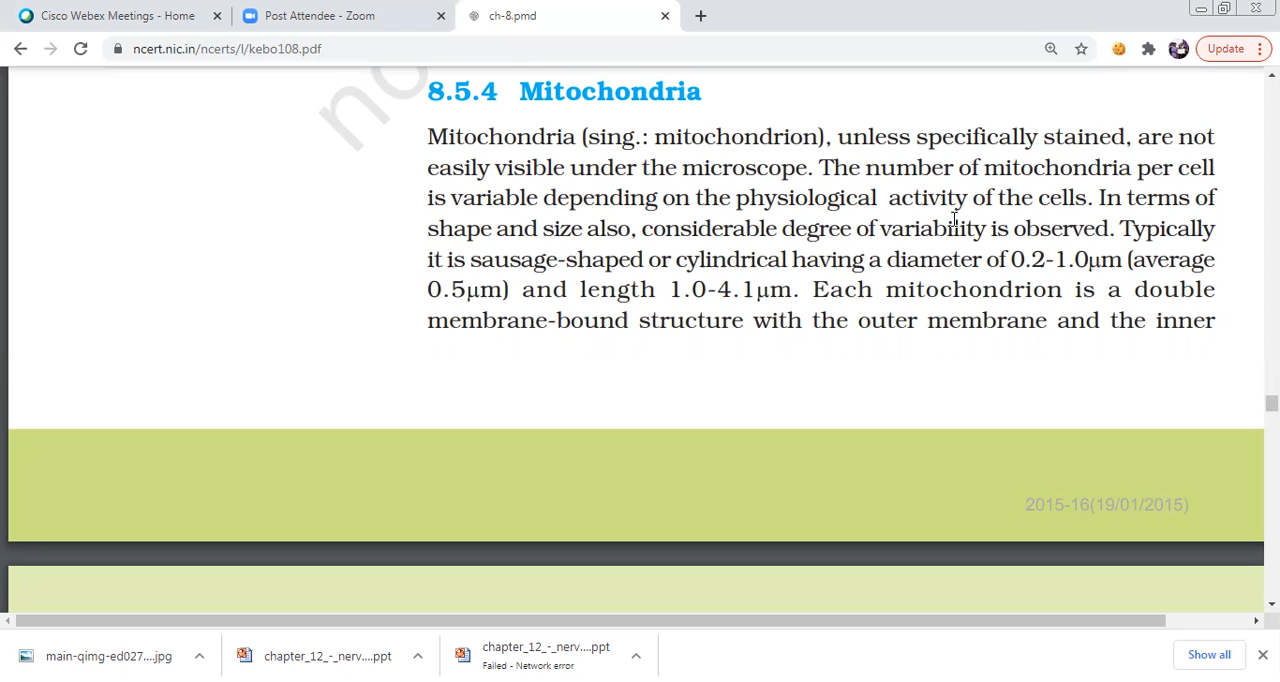 Cisco Webex Meetings - Home
Post Attendee - Zoom
ch-8.pmd
ncert.nic.in/ncerts/l/kebo108.pdf
Update
no
8.5.4 Mitochondria
Mitochondria (sing.: mitochondrion), unless specifically stained, are not
easily visible under the microscope. The number of mitochondria per cell
is variable depending on the physiological activity of the cells. In terms of
shape and size also, considerable degree of variability is observed. Typically
it is sausage-shaped or cylindrical having a diameter of 0.2-1.0μm (average
0.5μm) and length 1.0-4.1μm. Each mitochondrion is a double
membrane-bound structure with the outer membrane and the inner
2015-16(19/01/2015)
main-qimg-ed027....jpg
chapter_12_-_nerv....ppt
chapter_12_-_nerv....ppt
Failed - Network error
Show all